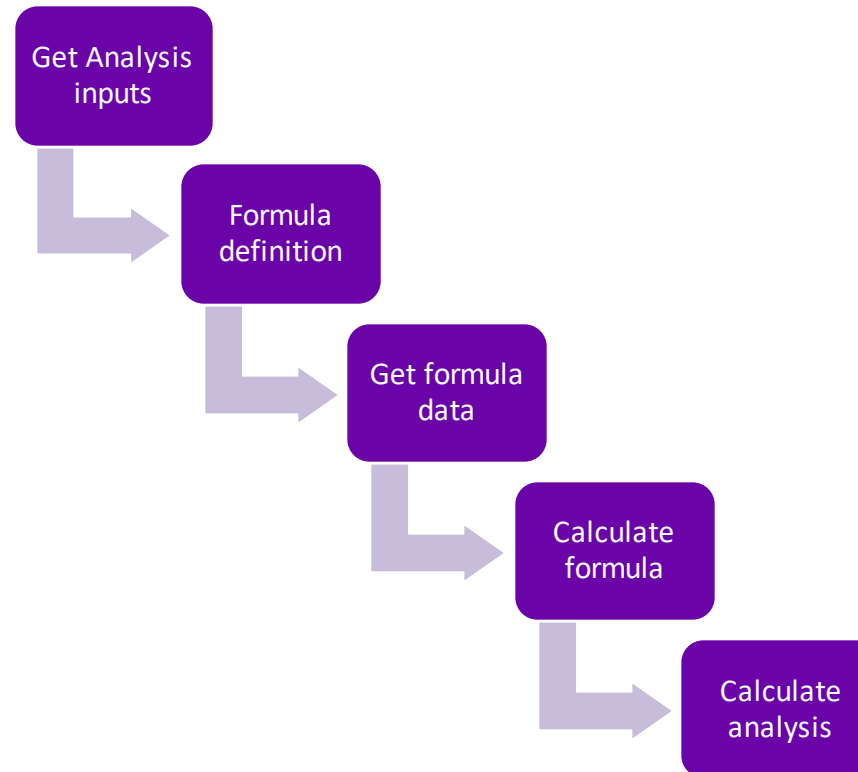 Get Analysis
inputs
Formula
definition
Get formula
data
Calculate
formula
Calculate
analysis